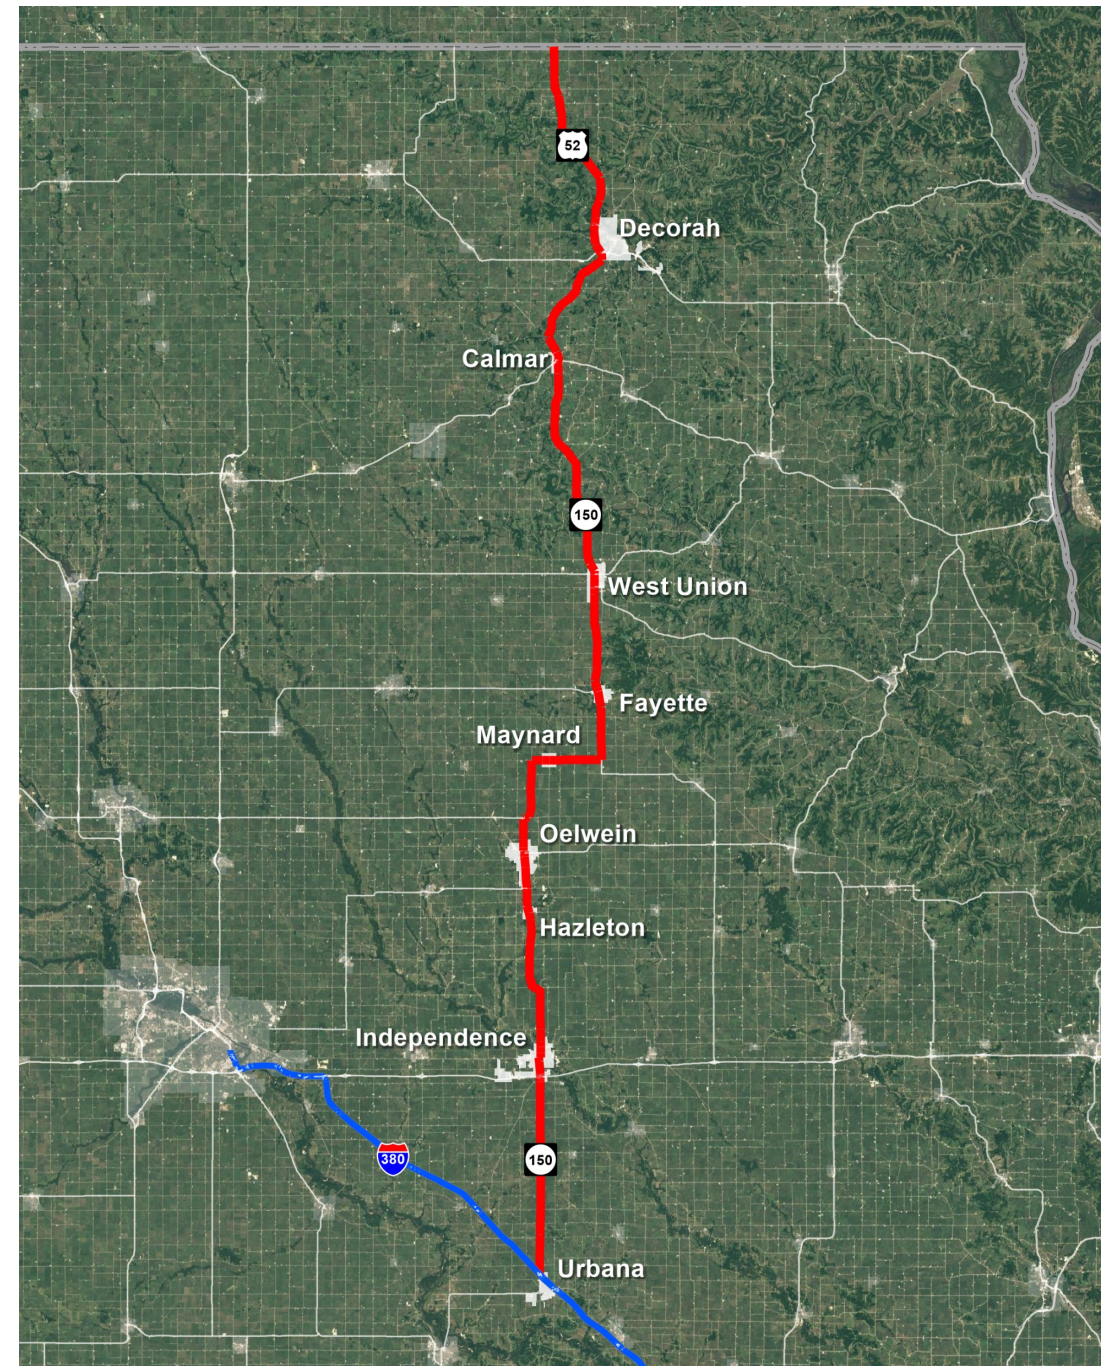 52
Decorah
Calmar
150
West Union
Fayette
Maynard
Oelwein
Hazleton
Independence
380
150
Urbana